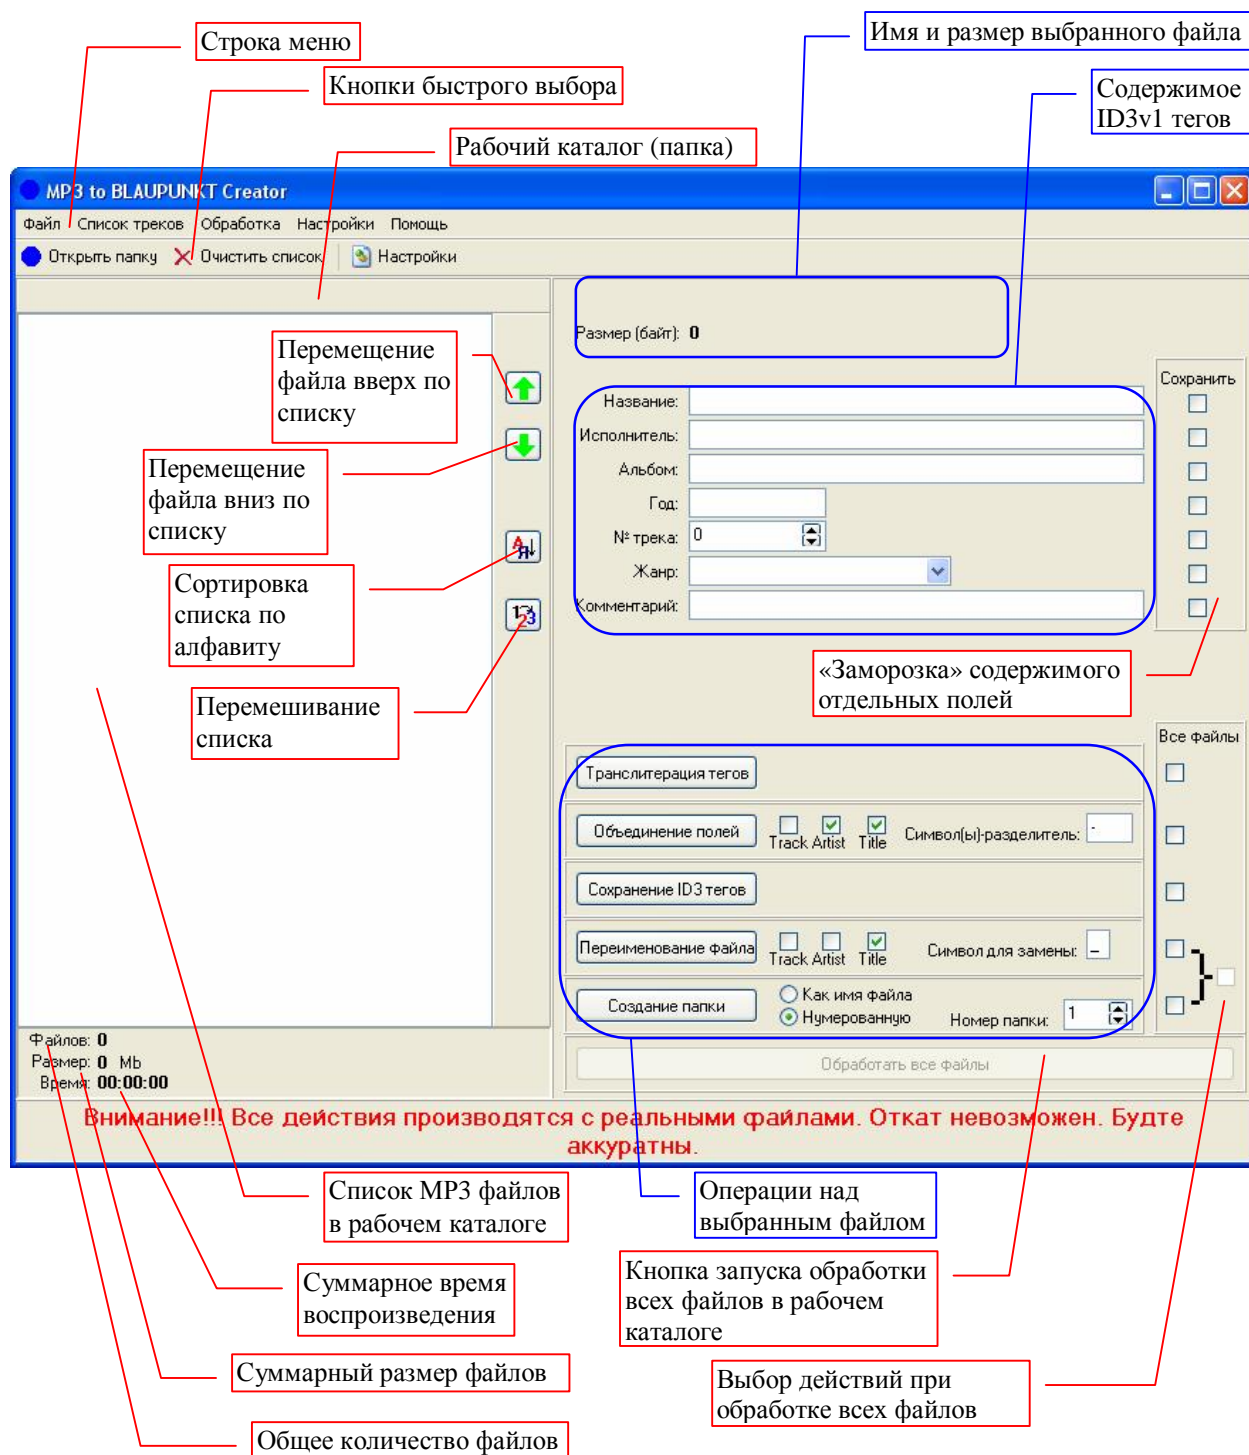 Строка меню
Имя и размер выбранного файла
Кнопки быстрого выбора
Содержимое
ID3v1 тегов
Рабочий каталог (папка)
MP3 to BLAUPUNKT Creator
Файл Список треков Обработка Настройки Помощь
Открыть папку Очистить список Настройки
Размер (байт): 0
Перемещение
файла вверх по
списку
Сохранить
Название:
Исполнитель:
Альбом:
Год:
№ трека: 0
Жанр:
Комментарий:
Перемещение
файла вниз по
списку
Сортировка
списка по
алфавиту
Перемешивание
списка
«Заморозка» содержимого
отдельных полей
Все файлы
Транслитерация тегов
Объединение полей Track Artist Title Символ(ы)-разделитель: -
Сохранение ID3 тегов
Переименование файла Track Artist Title Символ для замены: _
Создание папки Как имя файла
Нумерованную Номер папки: 1
Обработать все файлы
Файлов: 0
Размер: 0 Mb
Время: 00:00:00
Внимание!!! Все действия производятся с реальными файлами. Откат невозможен. Будте
аккуратны.
Список MP3 файлов
в рабочем каталоге
Операции над
выбранным файлом
Суммарное время
воспроизведения
Кнопка запуска обработки
всех файлов в рабочем
каталоге
Суммарный размер файлов
Выбор действий при
обработке всех файлов
Общее количество файлов